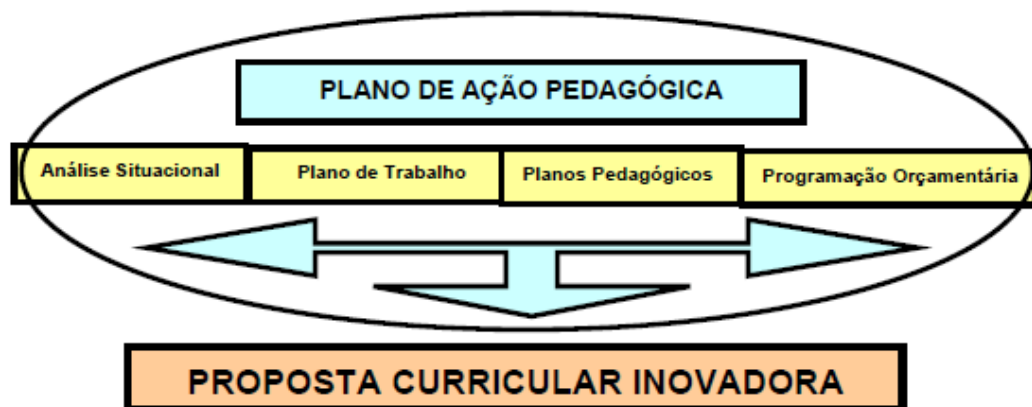 PLANO DE AÇÃO PEDAGÓGICA
Análise Situacional
Plano de Trabalho
Planos Pedagógicos
Programação Orçamentária
PROPOSTA CURRICULAR INOVADORA